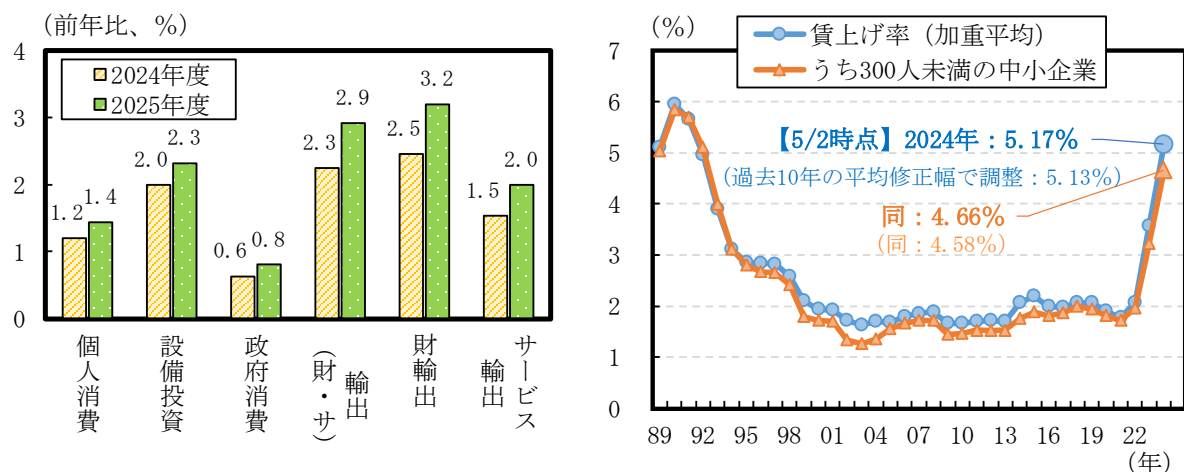 (前年比、%)
4
3
2
1
0
2024年度
2025年度
1.2
1.4
2.0
2.3
0.6
0.8
2.3
2.9
2.5
3.2
1.5
2.0
個人消費
設備投資
政府消費
輸出
(財・サ)
財輸出
サービス
輸出
(%)
賃上げ率(加重平均)
うち300人未満の中小企業
7
6
5
4
3
2
1
0
【5/2時点】2024年:5.17%
(過去10年の平均修正幅で調整:5.13%)
同:4.66%
(同:4.58%)
89 92 95 98 01 04 07 10 13 16 19 22
(年)